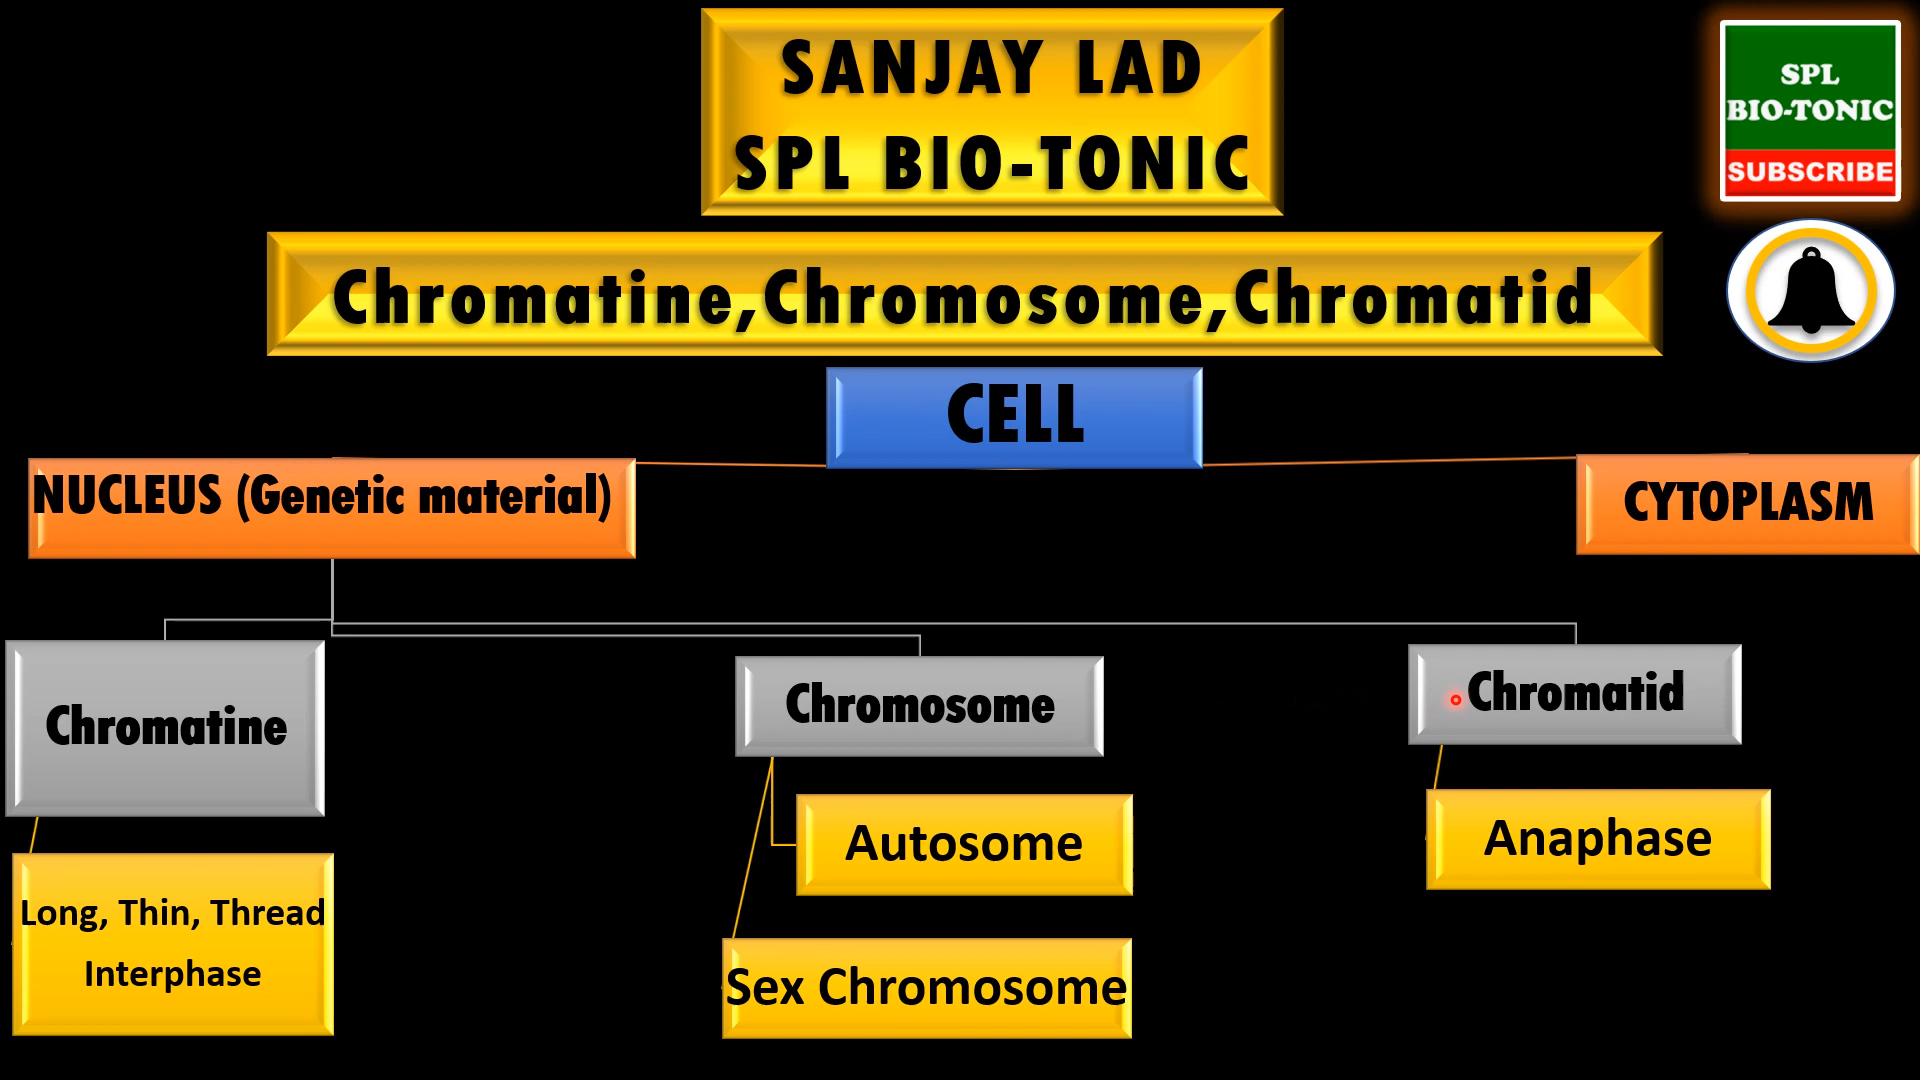 SANJAY LAD
SPL BIO-TONIC
SPL
BIO-TONIC
SUBSCRIBE
Chromatine,Chromosome,Chromatid
CELL
NUCLEUS (Genetic material)
CYTOPLASM
Chromatine
Chromosome
Chromatid
Autosome
Anaphase
Long, Thin, Thread
Interphase
Sex Chromosome